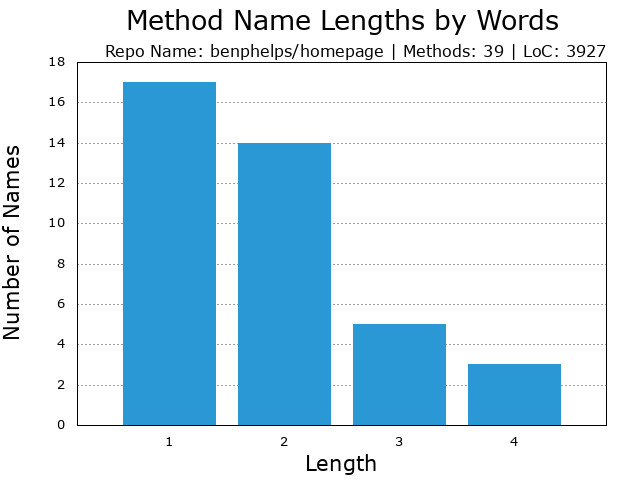 Method Name Lengths by Words
Repo Name: benphelps/homepage | Methods: 39 | LoC: 3927
18
16
14
12
10
8
6
4
2
0
Number of Names
1 2 3 4
Length